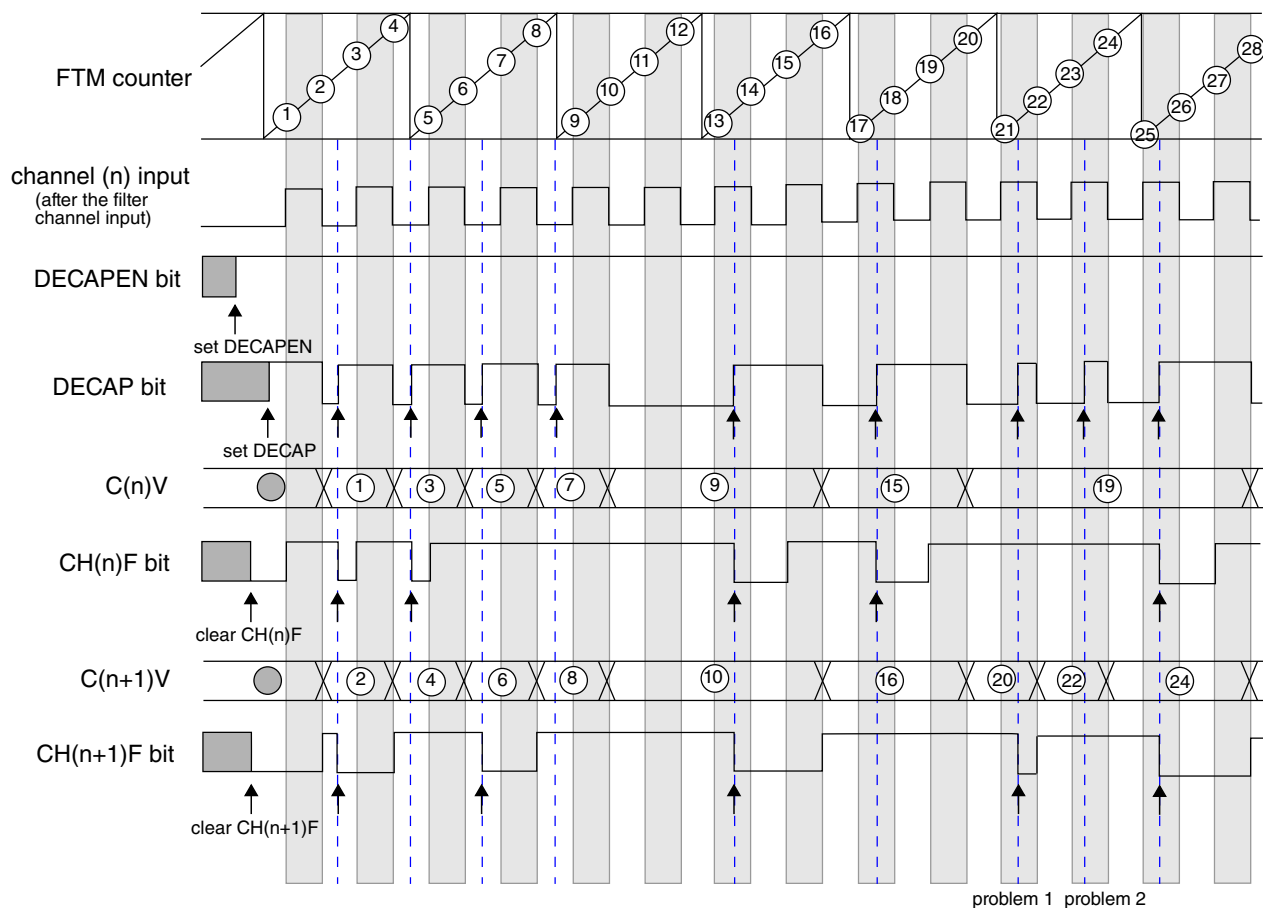 4 8 12 16 20 24 28
3 7 11 15 19 23 27
2 6 10 14 18 22 26
1 5 9 13 17 21 25
FTM counter
channel (n) input
(after the filter
channel input)
DECAPEN bit
set DECAPEN
DECAP bit
set DECAP
C(n)V 1 3 5 7 9 15 19
CH(n)F bit
clear CH(n)F
C(n+1)V 2 4 6 8 10 16 20 22 24
CH(n+1)F bit
clear CH(n+1)F
problem 1 problem 2